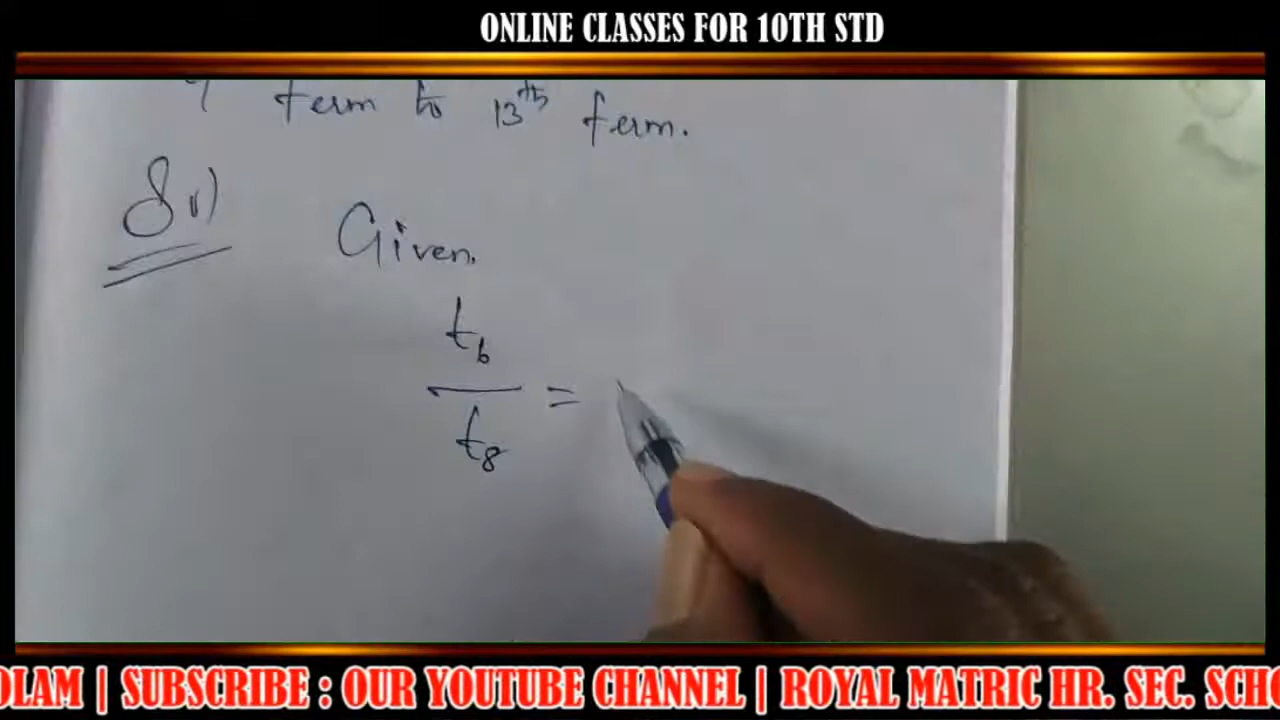 ONLINE CLASSES FOR 10TH STD
term to 13th term.
Given.
t6
=
t8
OLAM | SUBSCRIBE : OUR YOUTUBE CHANNEL | ROYAL MATRIC HR. SEC. SCHO